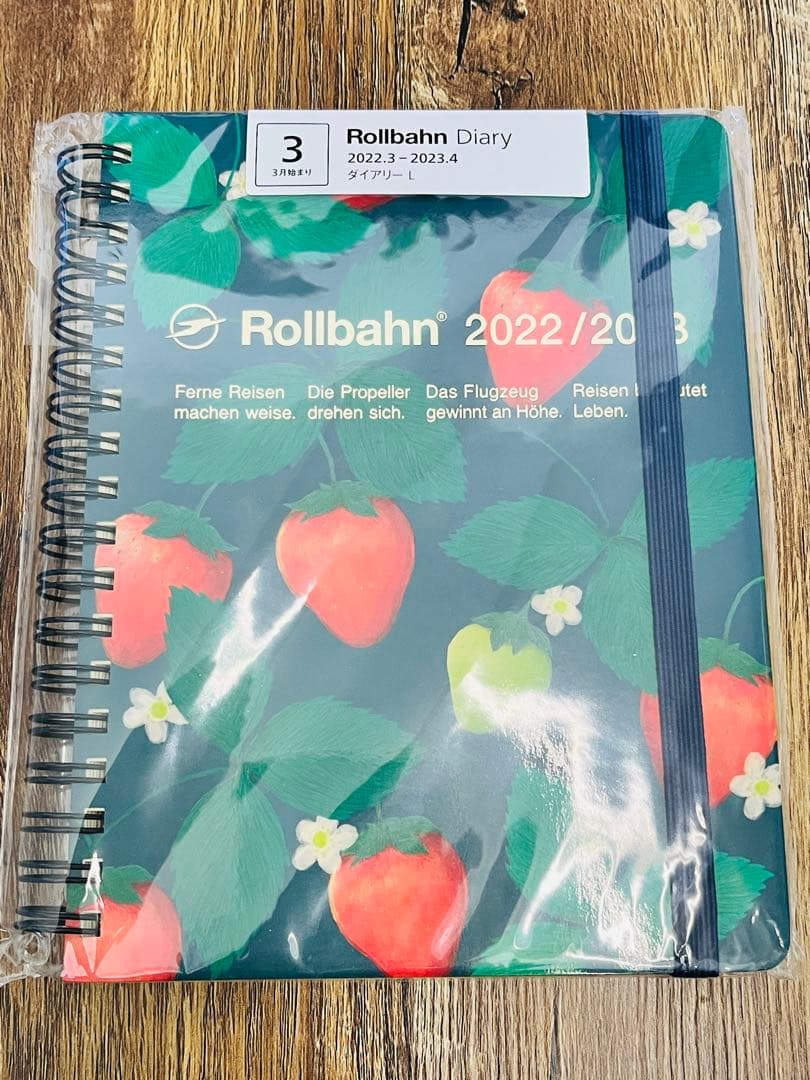 3
3月始まり
Rollbahn Diary
2022.3 – 2023.4
ダイアリー L
Rollbahn® 2022/20 3
Ferne Reisen
machen weise.
Die Propeller
drehen sich.
Das Flugzeug
gewinnt an Höhe.
Reisen
Leben.